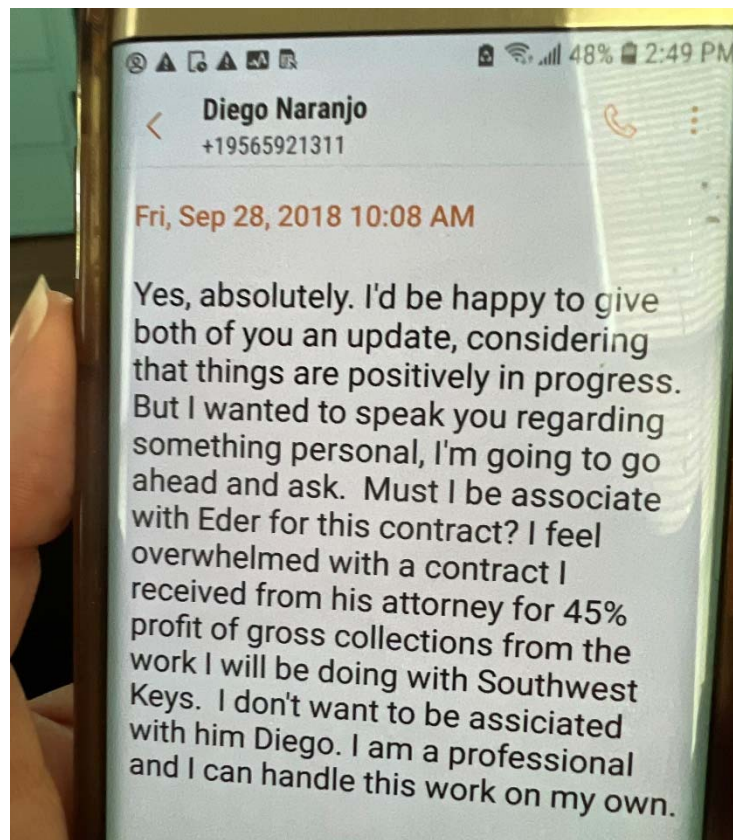 48% 2:49 PM
Diego Naranjo
+19565921311
Fri, Sep 28, 2018 10:08 AM
Yes, absolutely. I'd be happy to give
both of you an update, considering
that things are positively in progress.
But I wanted to speak you regarding
something personal, I'm going to go
ahead and ask.  Must I be associate
with Eder for this contract? I feel
overwhelmed with a contract I
received from his attorney for 45%
profit of gross collections from the
work I will be doing with Southwest
Keys.  I don't want to be assiciated
with him Diego. I am a professional
and I can handle this work on my own.